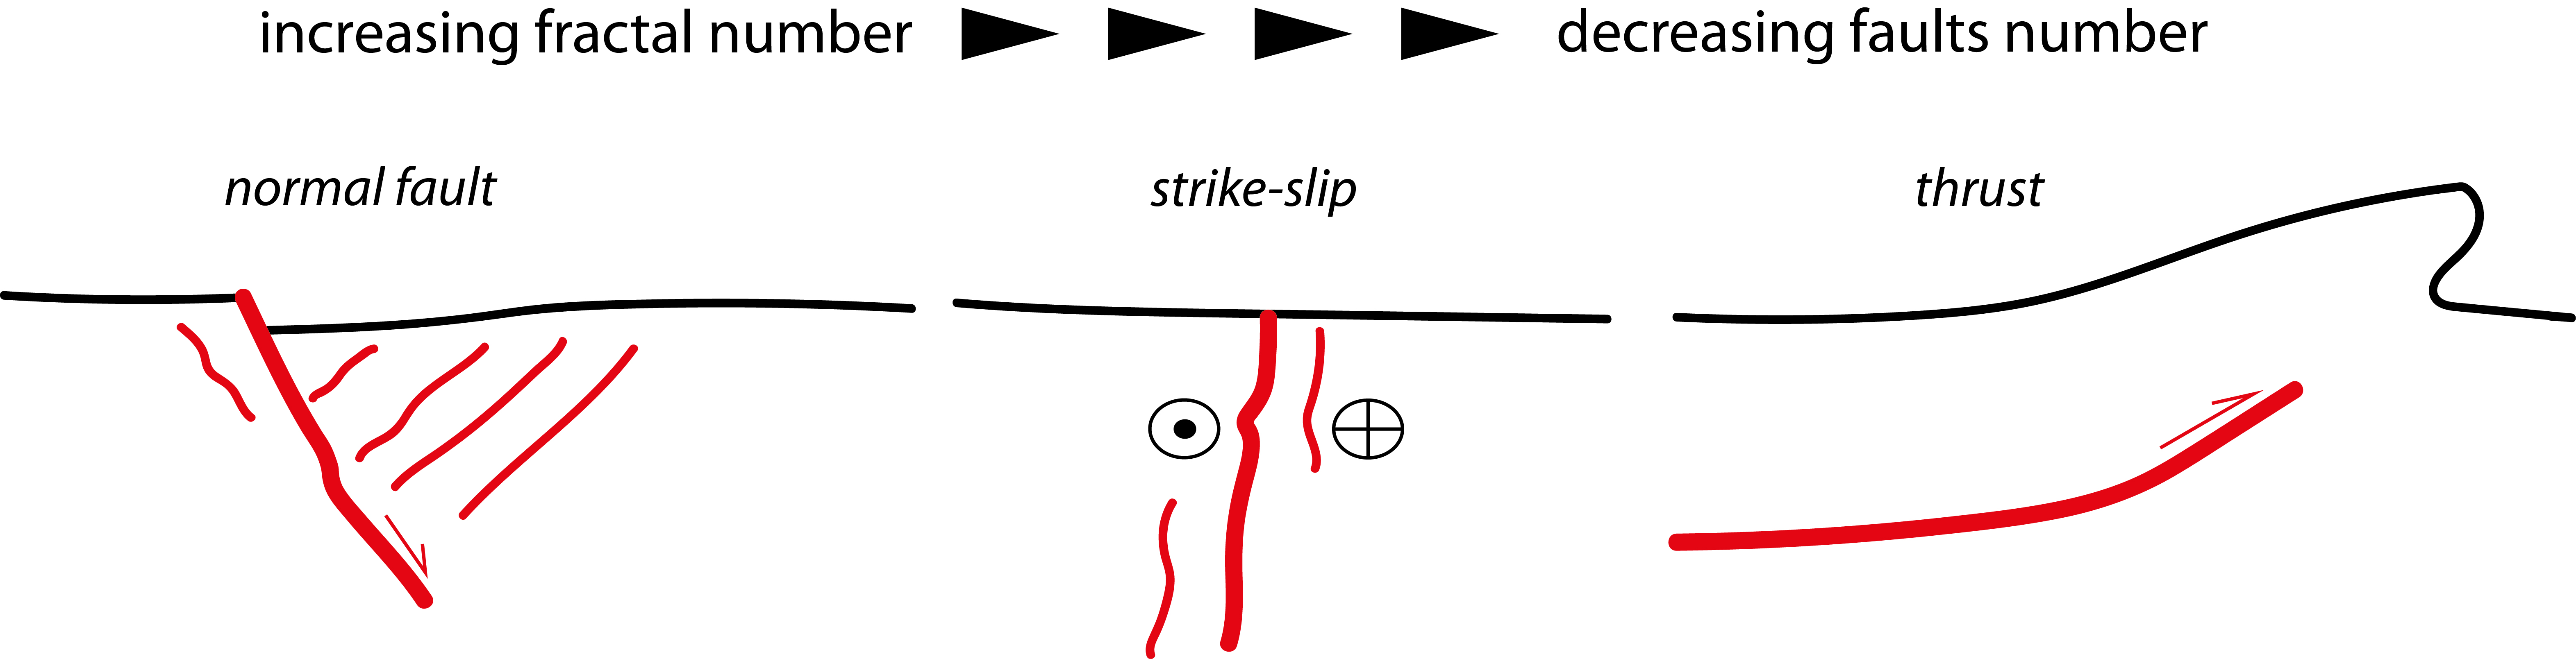 increasing fractal number decreasing faults number
normal fault strike-slip thrust